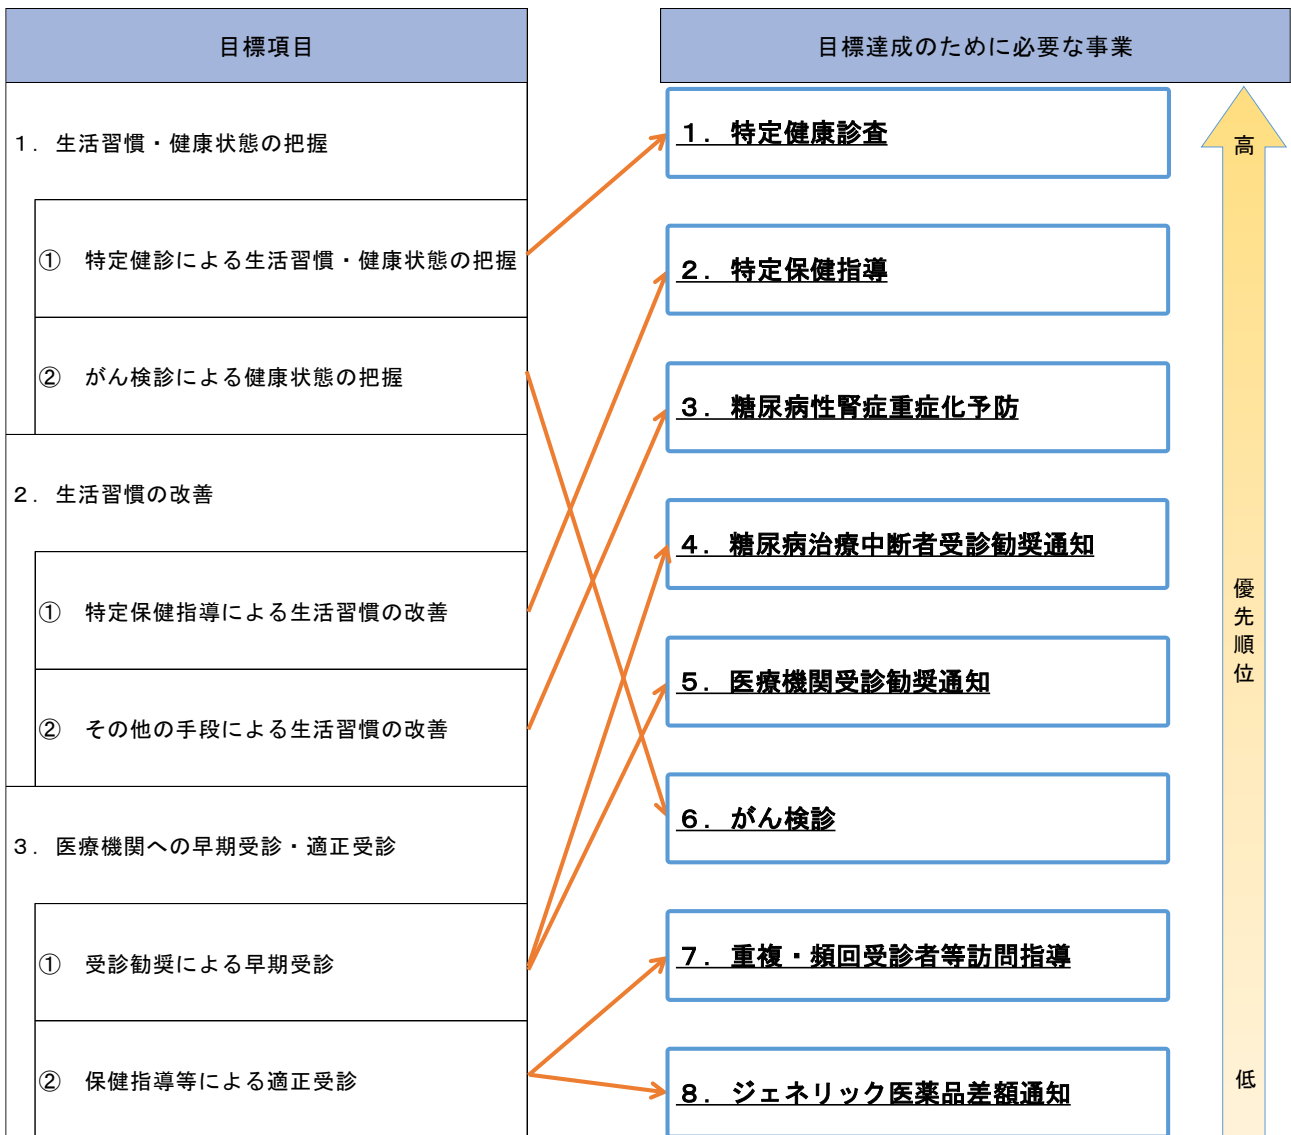 目標項目
１．生活習慣・健康状態の把握
①　特定健診による生活習慣・健康状態の把握
②　がん検診による健康状態の把握
２．生活習慣の改善
①　特定保健指導による生活習慣の改善
②　その他の手段による生活習慣の改善
３．医療機関への早期受診・適正受診
①　受診勧奨による早期受診
②　保健指導等による適正受診
目標達成のために必要な事業
１．特定健康診査
２．特定保健指導
３．糖尿病性腎症重症化予防
４．糖尿病治療中断者受診勧奨通知
５．医療機関受診勧奨通知
６．がん検診
７．重複・頻回受診者等訪問指導
８．ジェネリック医薬品差額通知
高
優先順位
低